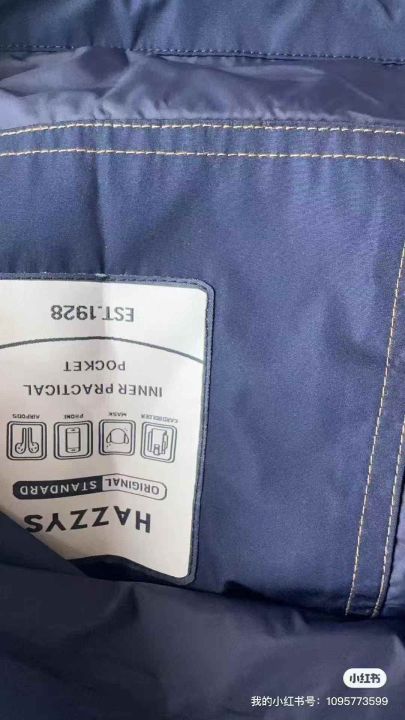 HAZZYS
ORIGINAL STANDARD
CARDHOLDER MASK PHONE AIRPODS
INNER PRACTICAL
POCKET
EST.1928
小红书
我的小红书号：1095773599